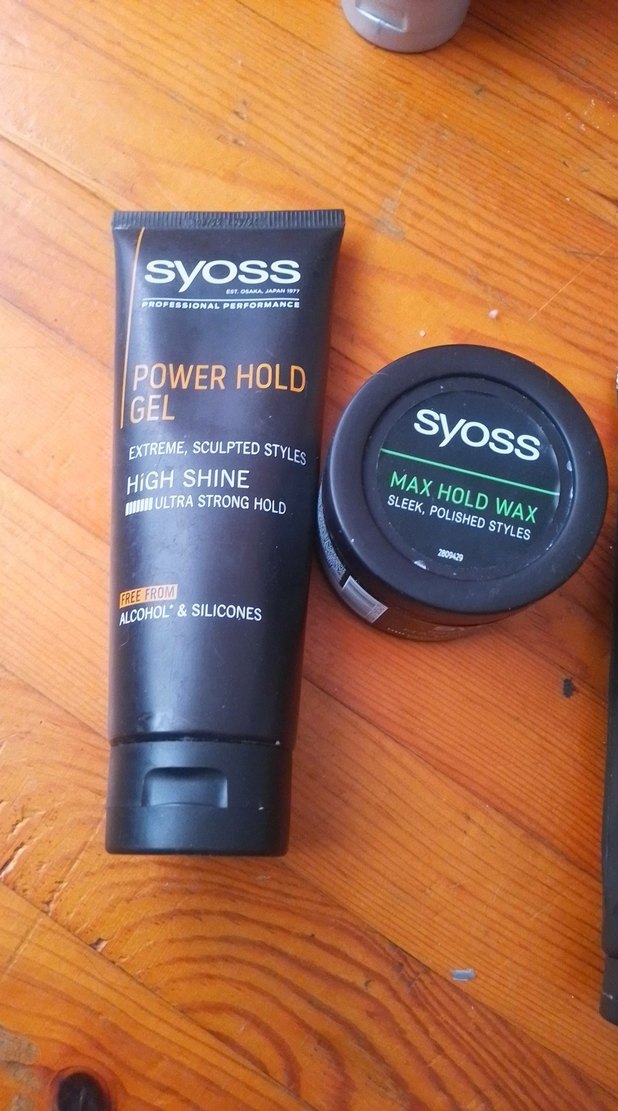 syoss
EST. OSAKA, JAPAN 1977
PROFESSIONAL PERFORMANCE
POWER HOLD
GEL
EXTREME, SCULPTED STYLES
HIGH SHINE
ULTRA STRONG HOLD
FREE FROM
ALCOHOL* & SILICONES
syoss
MAX HOLD WAX
SLEEK, POLISHED STYLES
2809429